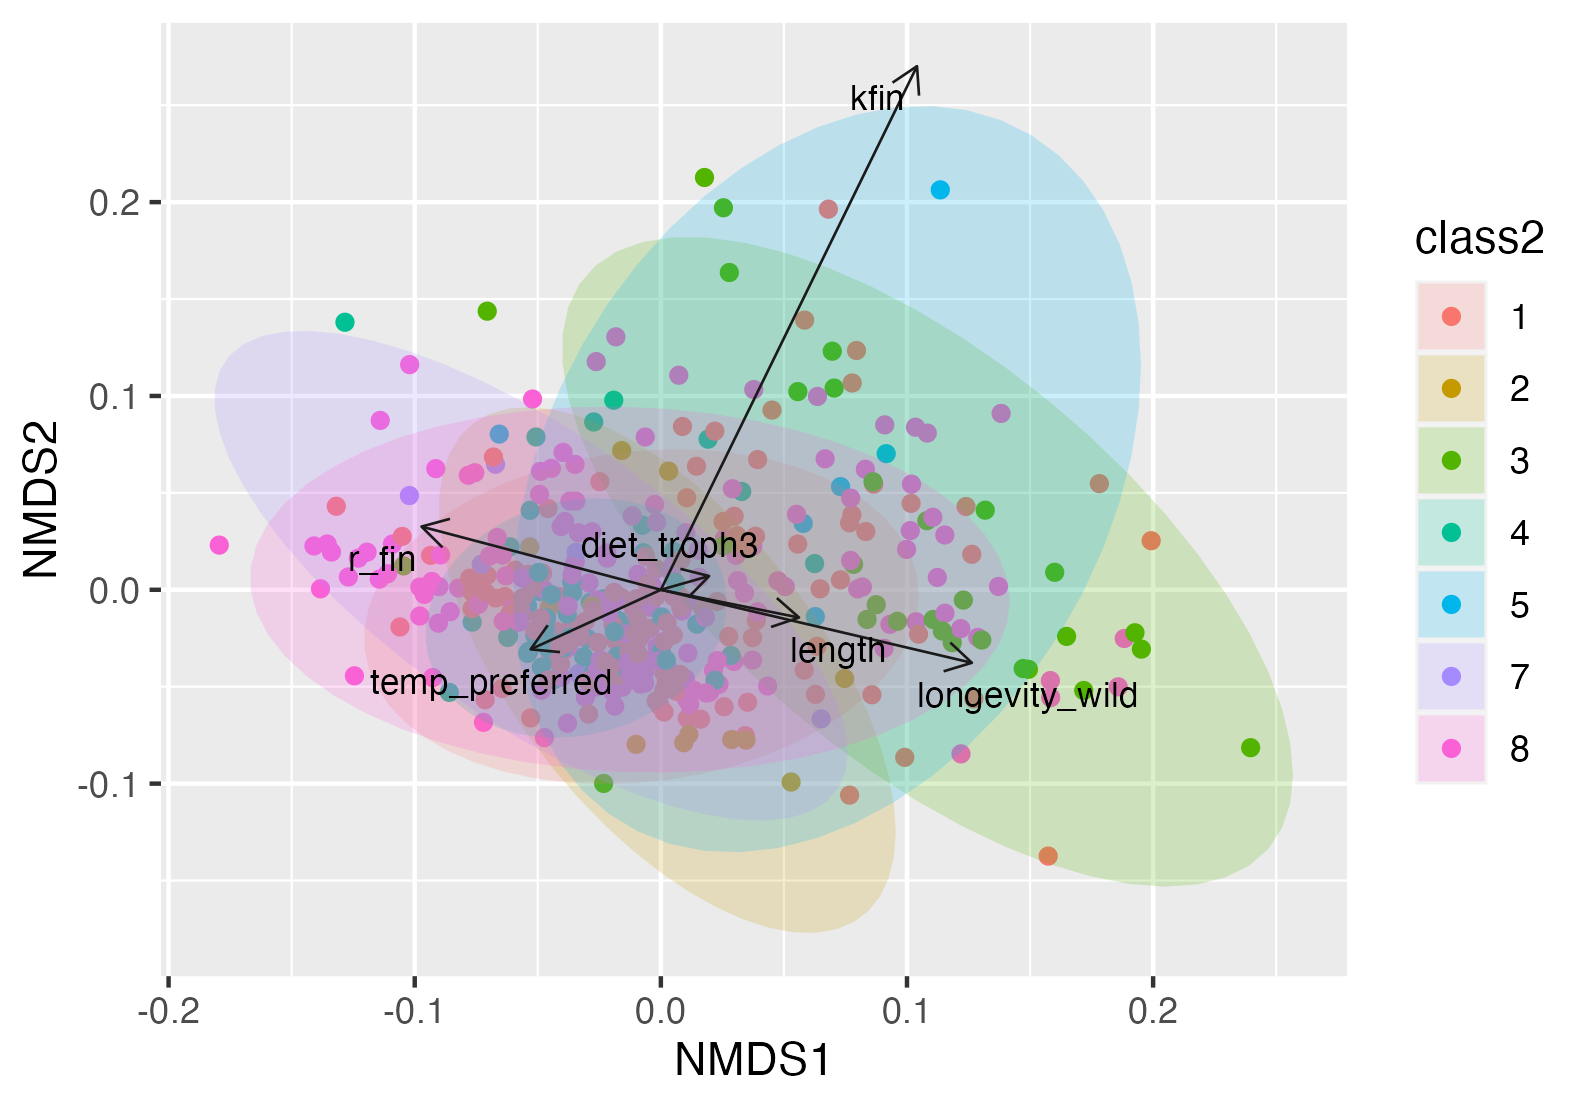 kfin
diet_troph3
r_fin
length
temp_preferred
longevity_wild
0.2
0.1
0.0
-0.1
-0.2
-0.1
0.0
0.1
0.2
NMDS1
NMDS2
class2
1
2
3
4
5
7
8